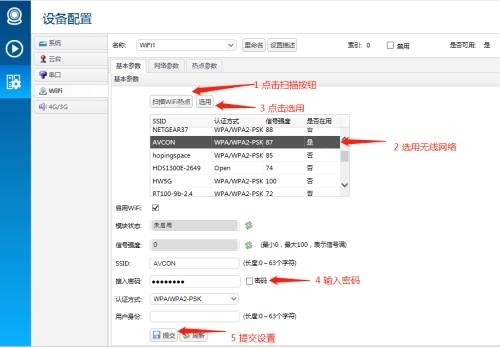 设备配置
系统
云台
串口
WiFi
4G/3G
名称: WiFi1 重命名 设置描述 索引: 0 禁用 是否可用: 是
基本参数 网络参数 热点参数
基本参数
1 点击扫描按钮
扫描WiFi热点 选用
3 点击选用
SSID 认证方式 信号强度 是否在用
NETGEAR37 WPA/WPA2-PSK 88 否
AVCON WPA/WPA2-PSK 87 是
2 选用无线网络
hopingspace WPA/WPA2-PSK 85 否
HDS1300E-2649 Open 74 否
HW5G WPA/WPA2-PSK 100 否
RT100-9b-2.4 WPA/WPA2-PSK 72 否
启用WiFi:
模块状态: 未启用
信号强度: 0 (最小0，最大100，表示信号满)
SSID: AVCON (长度:0～63个字符)
接入密码: ●●●●●●●● 密码
4 输入密码
认证方式: WPA/WPA2-PSK
用户身份: (长度:0～63个字符)
提交 刷新
5 提交设置